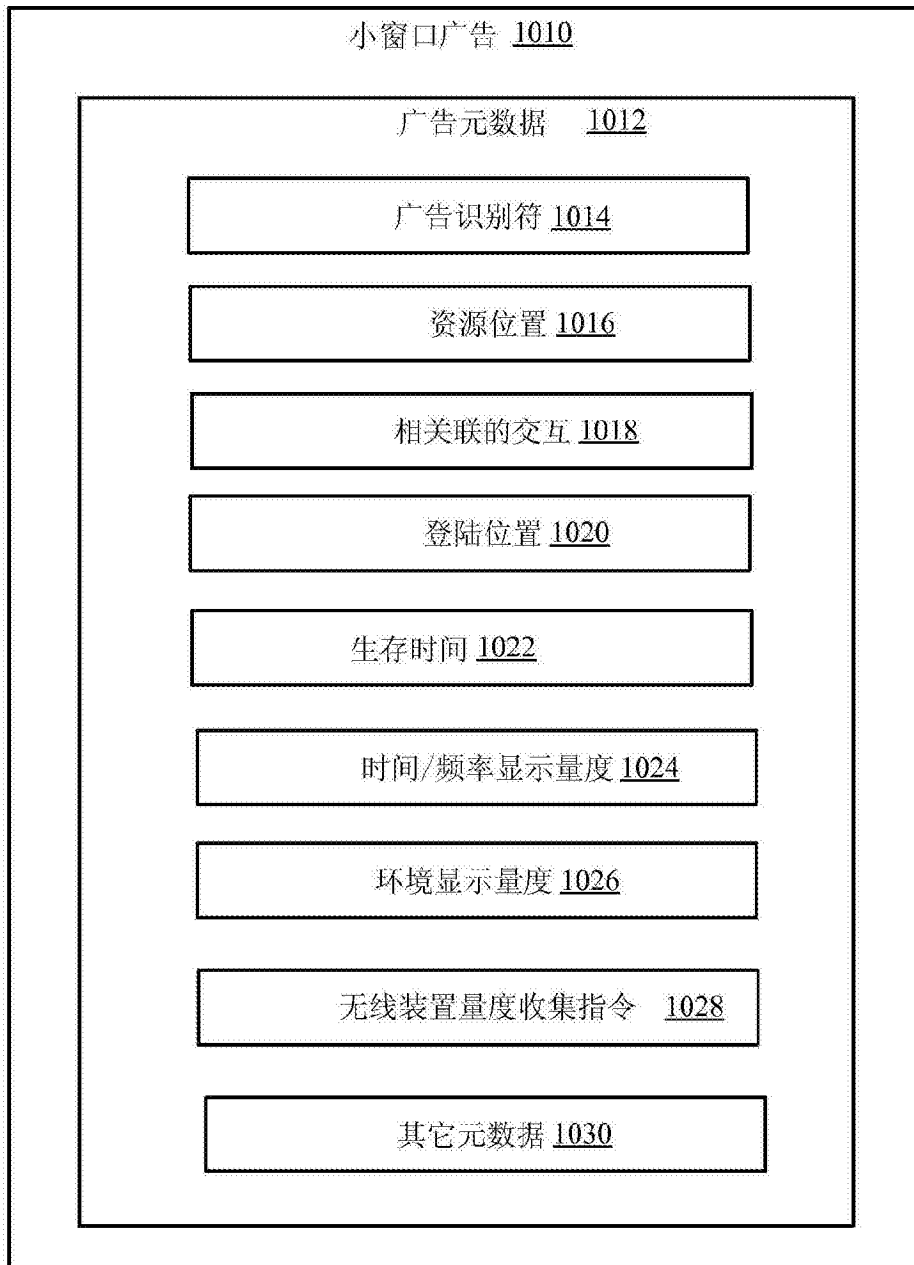 小窗口广告 1010
广告元数据 1012
广告识别符 1014
资源位置 1016
相关联的交互 1018
登陆位置 1020
生存时间 1022
时间/频率显示量度 1024
环境显示量度 1026
无线装置量度收集指令 1028
其它元数据 1030